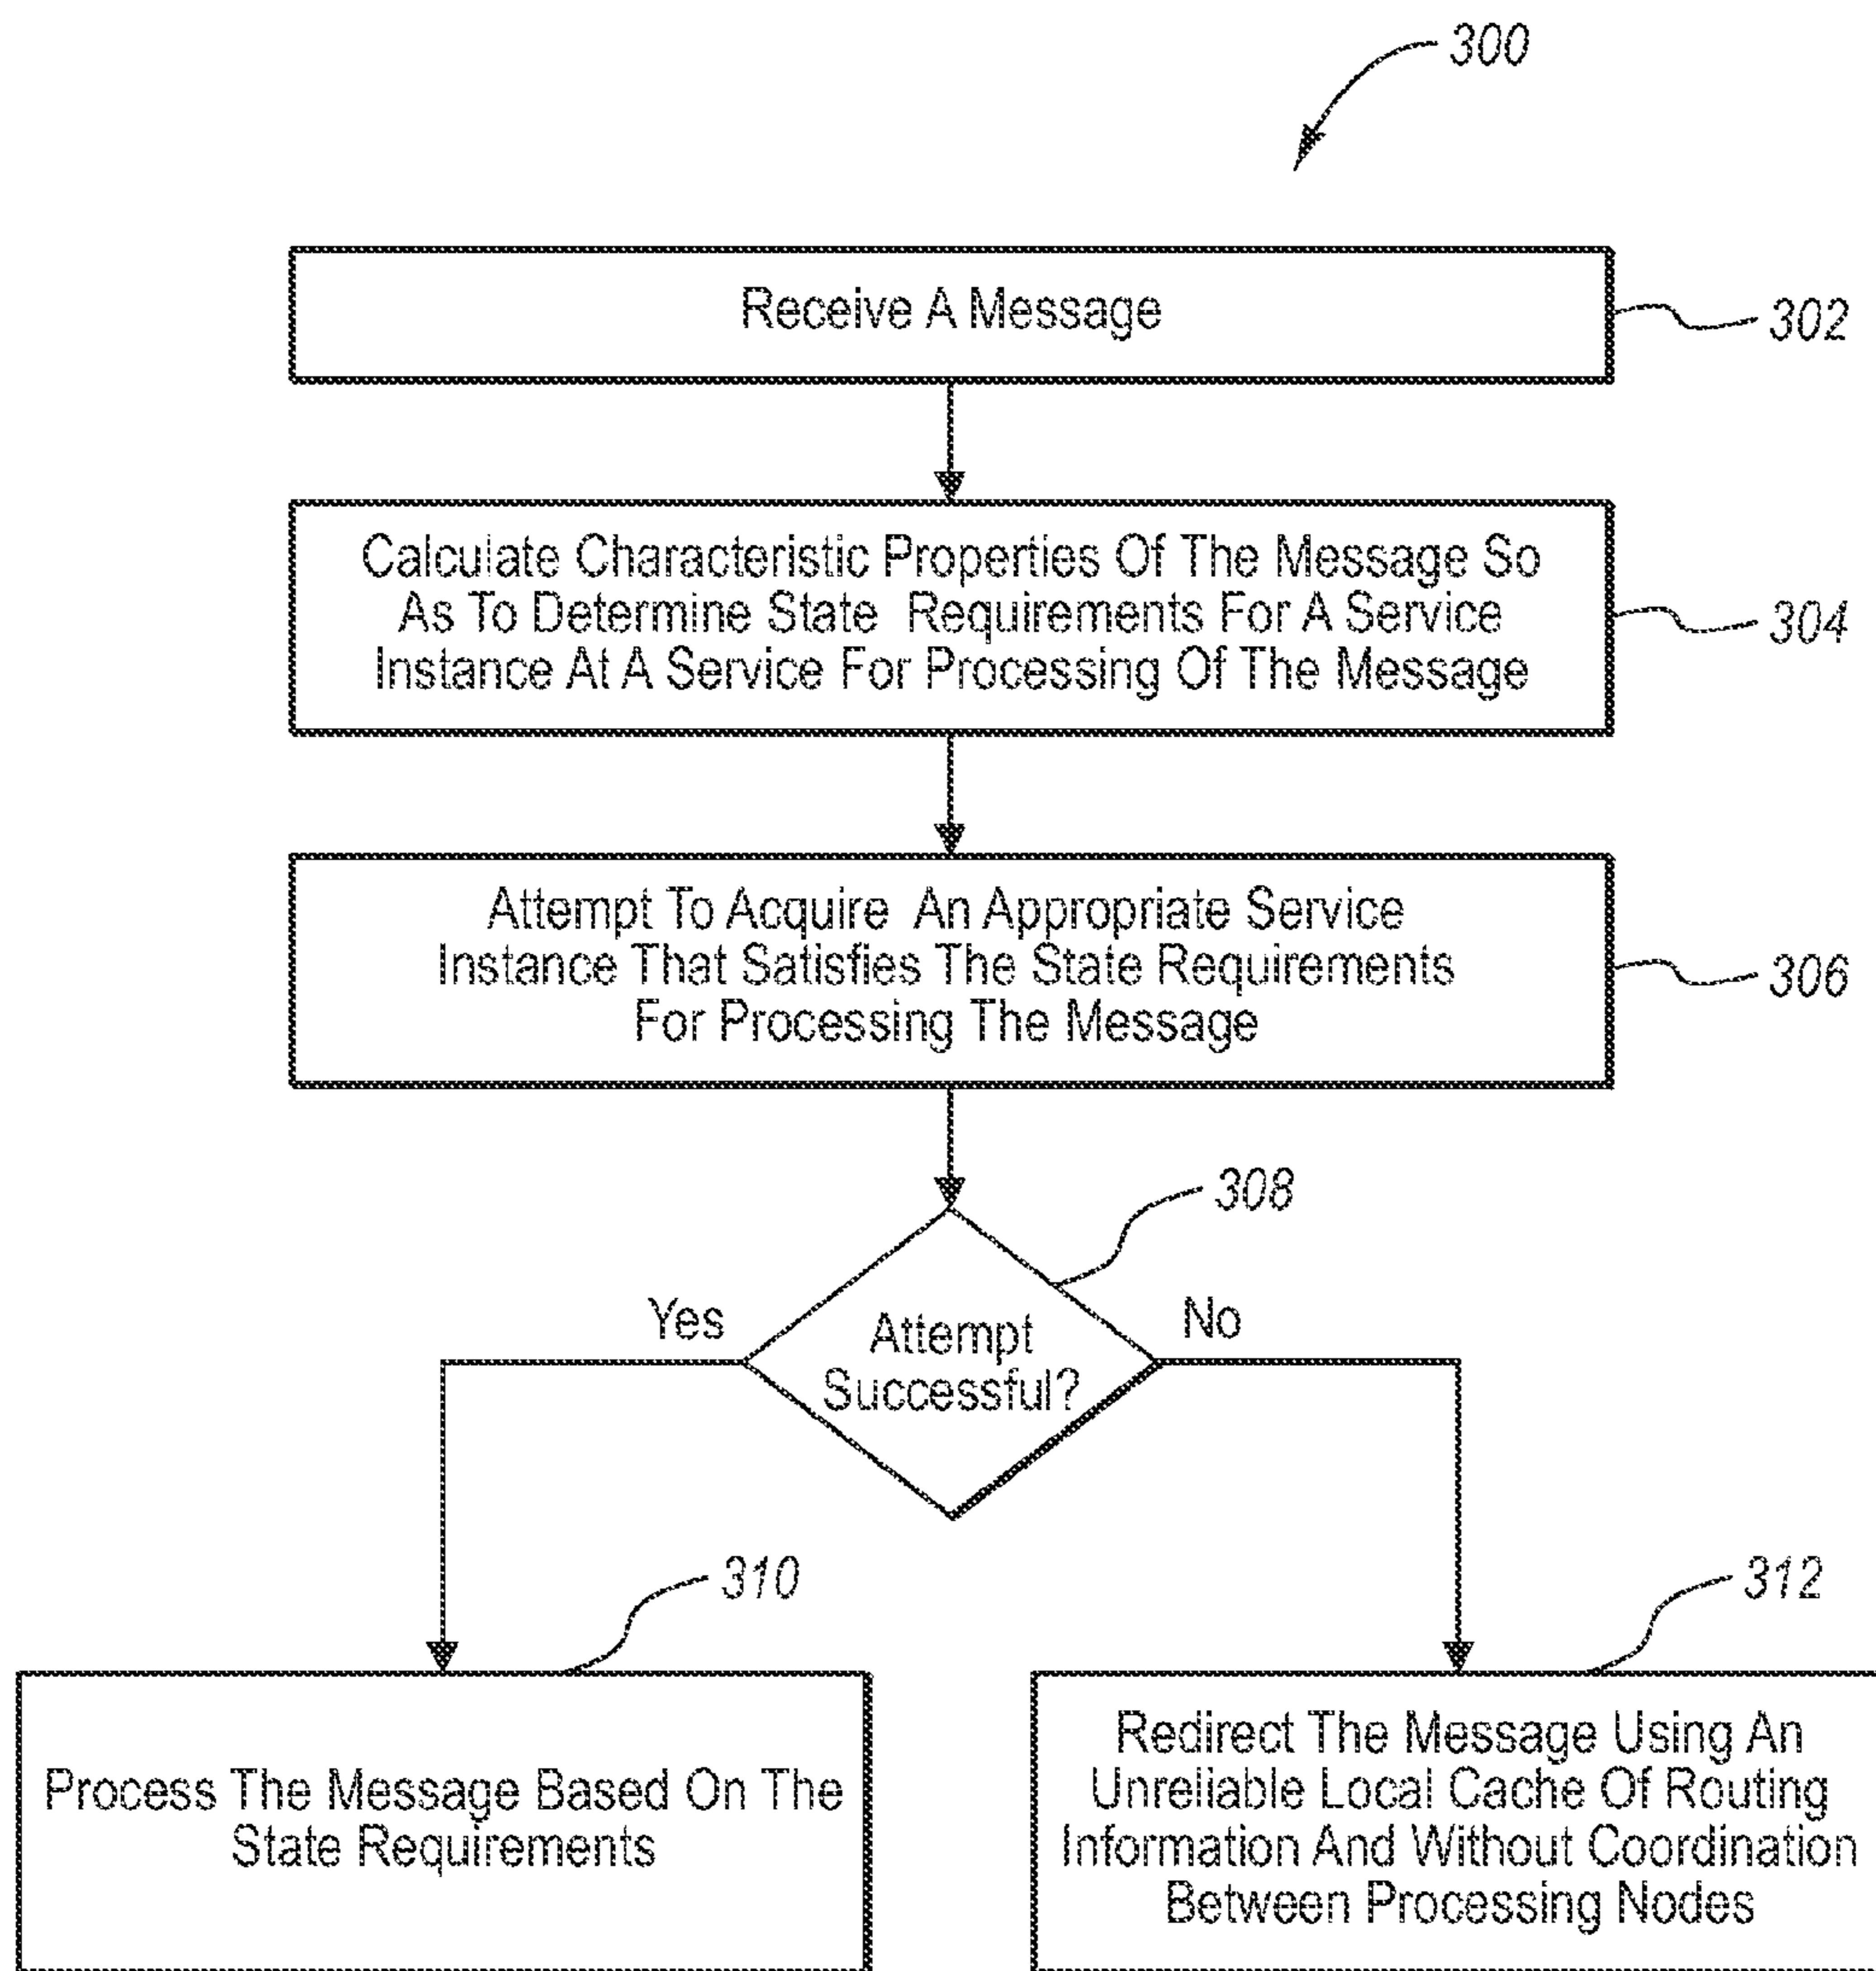 300
Receive A Message
302
Calculate Characteristic Properties Of The Message So
As To Determine State Requirements For A Service
Instance At A Service For Processing Of The Message
304
Attempt To Acquire An Appropriate Service
Instance That Satisfies The State Requirements
For Processing The Message
306
308
Yes
Attempt
Successful?
No
310
Process The Message Based On The
State Requirements
312
Redirect The Message Using An
Unreliable Local Cache Of Routing
Information And Without Coordination
Between Processing Nodes